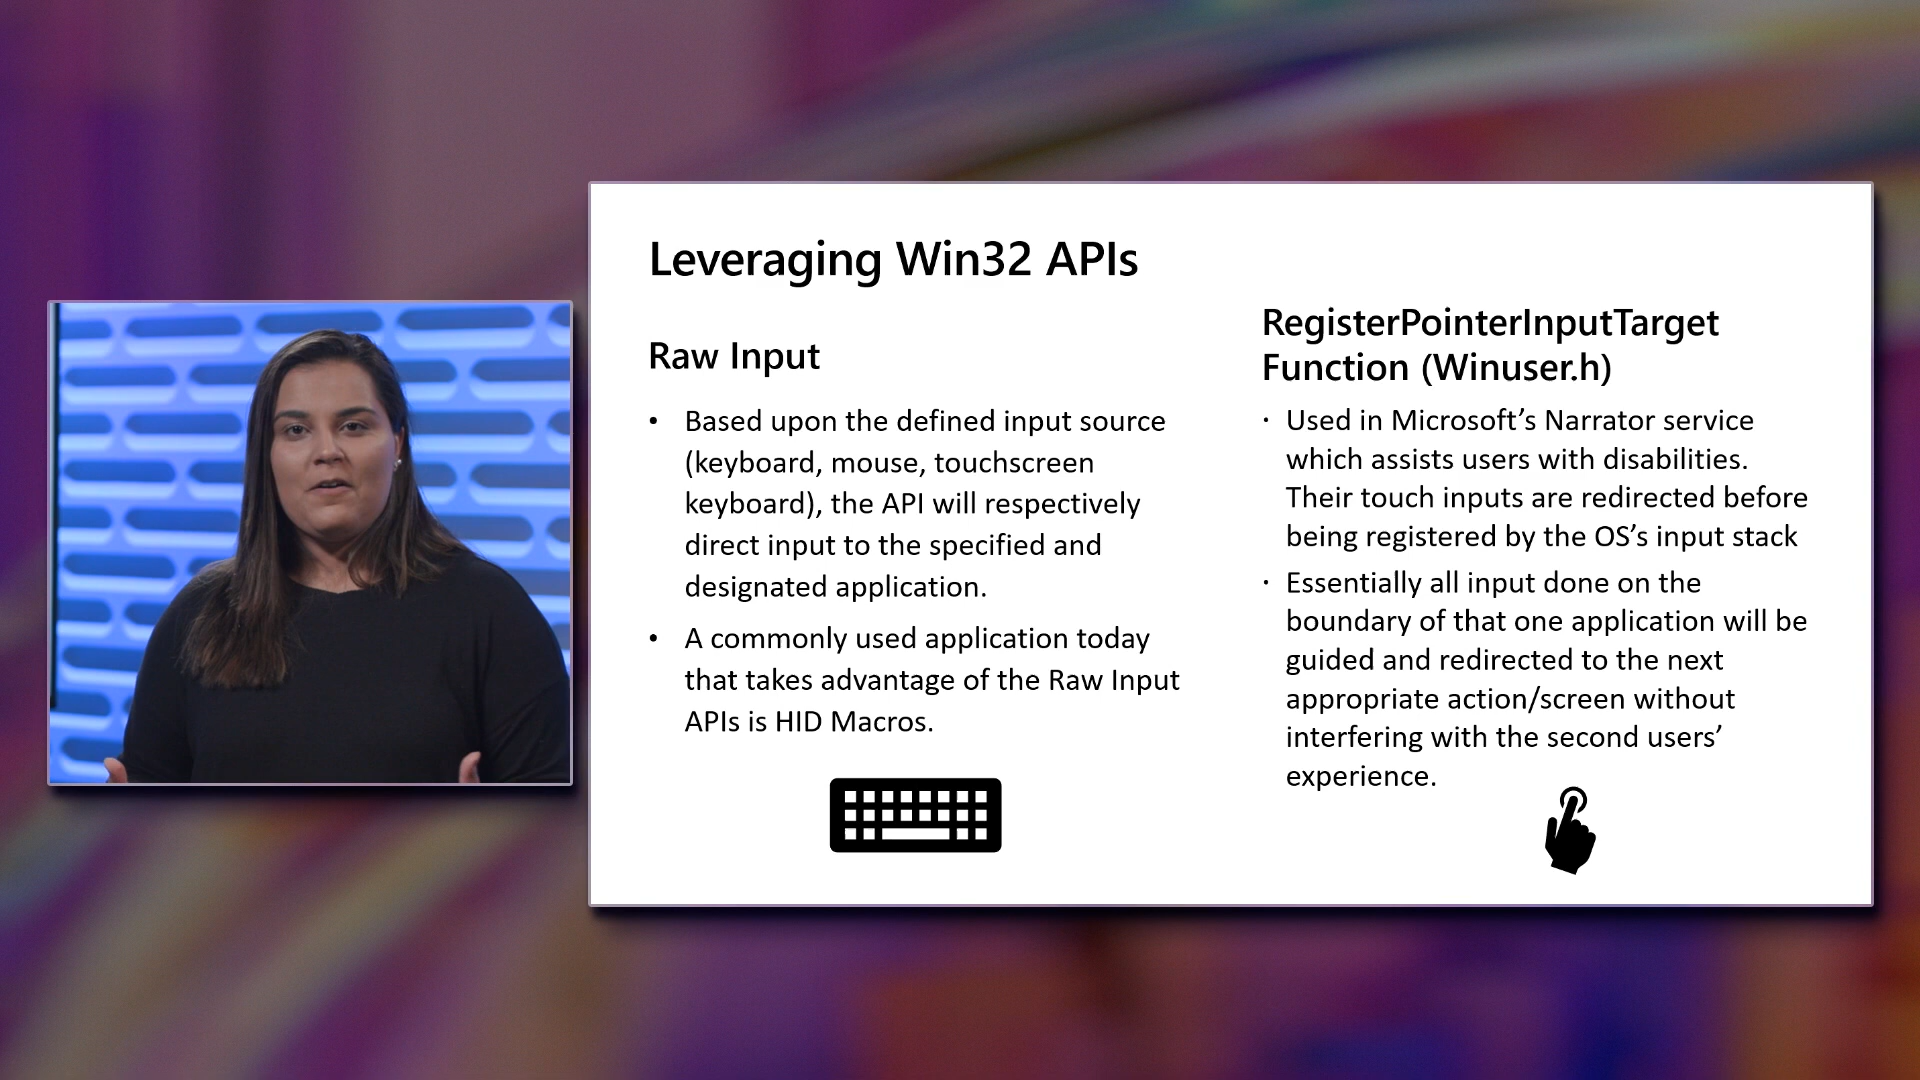 Leveraging Win32 APIs
Raw Input
• Based upon the defined input source
(keyboard, mouse, touchscreen
keyboard), the API will respectively
direct input to the specified and
designated application.
• A commonly used application today
that takes advantage of the Raw Input
APIs is HID Macros.
RegisterPointerInputTarget
Function (Winuser.h)
· Used in Microsoft’s Narrator service
which assists users with disabilities.
Their touch inputs are redirected before
being registered by the OS’s input stack
· Essentially all input done on the
boundary of that one application will be
guided and redirected to the next
appropriate action/screen without
interfering with the second users’
experience.